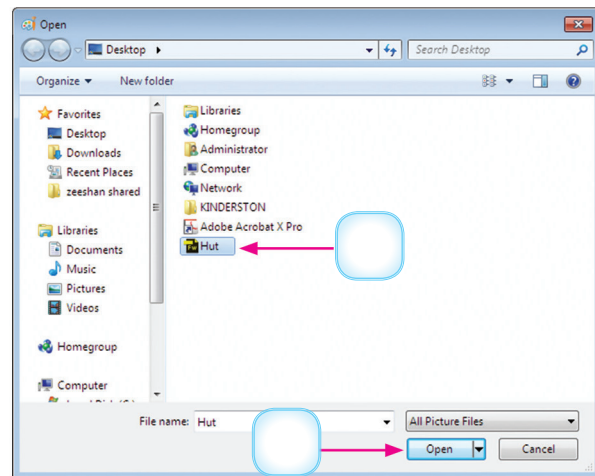 Open
Desktop
Search Desktop
Organize
New folder
Favorites
Desktop
Downloads
Recent Places
zeeshan shared
Libraries
Documents
Music
Pictures
Videos
Homegroup
Computer
Libraries
Homegroup
Administrator
Computer
Network
KINDERSTON
Adobe Acrobat X Pro
Hut
File name: Hut
All Picture Files
Open
Cancel